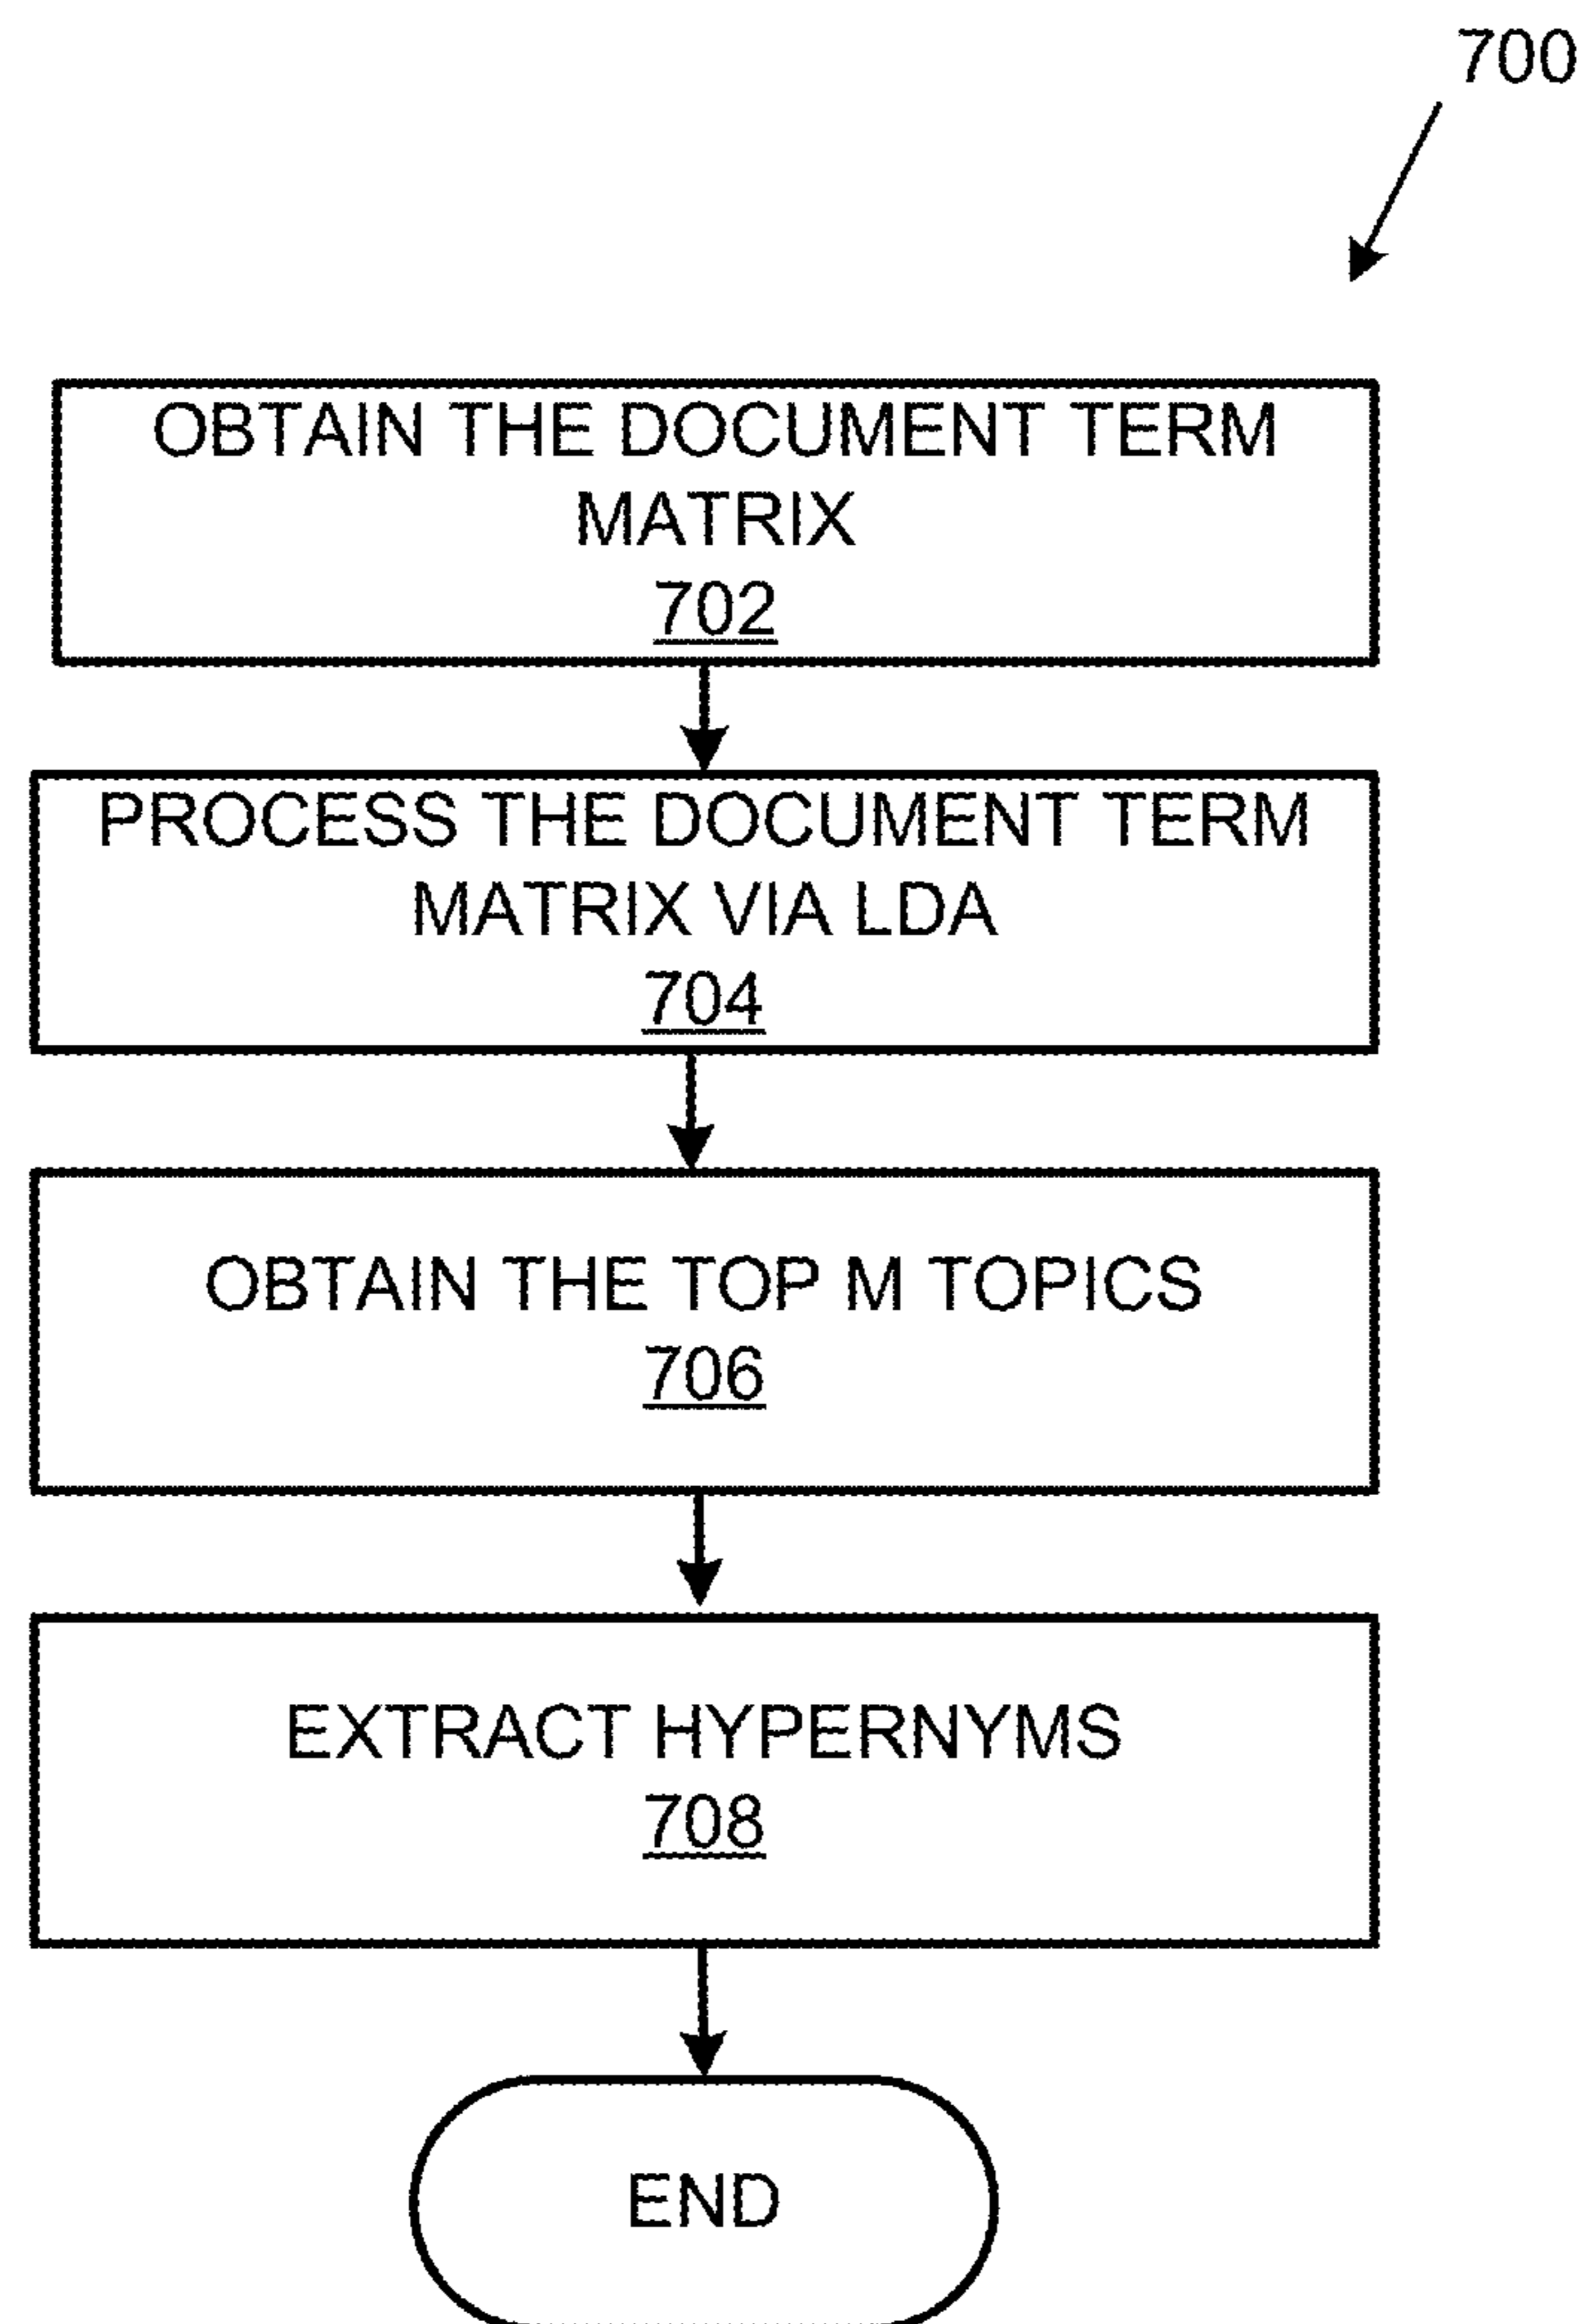 700
OBTAIN THE DOCUMENT TERM
MATRIX
702
PROCESS THE DOCUMENT TERM
MATRIX VIA LDA
704
OBTAIN THE TOP M TOPICS
706
EXTRACT HYPERNYMS
708
END